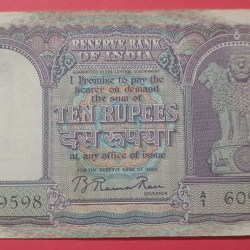 RESERVE BANK
OF INDIA
GUARANTEED BY THE CENTRAL GOVERNMENT
I Promise to pay the
bearer on demand
the sum of
TEN RUPEES
दस रूपया
at any office of issue
FOR THE RESERVE BANK OF INDIA
B. Rama Rau
GOVERNOR
9598
A/1 609